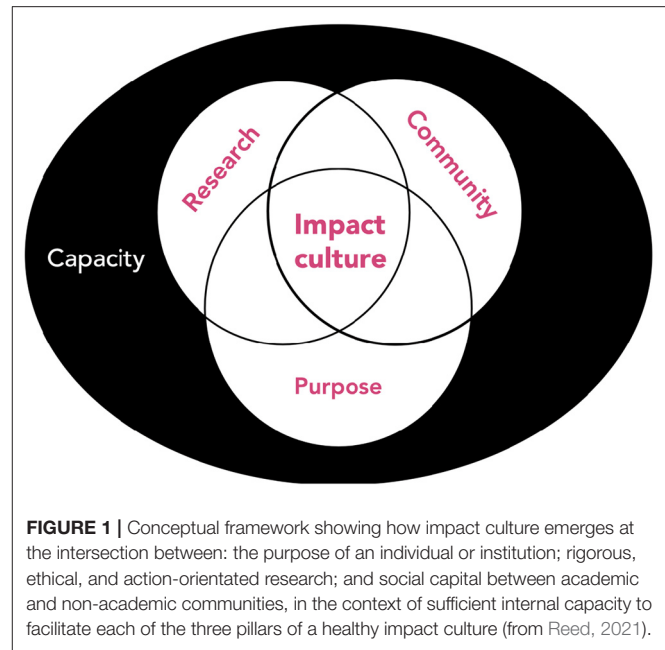 Research
Community
Impact
culture
Capacity
Purpose
FIGURE 1 | Conceptual framework showing how impact culture emerges at
the intersection between: the purpose of an individual or institution; rigorous,
ethical, and action-orientated research; and social capital between academic
and non-academic communities, in the context of sufficient internal capacity to
facilitate each of the three pillars of a healthy impact culture (from Reed, 2021).